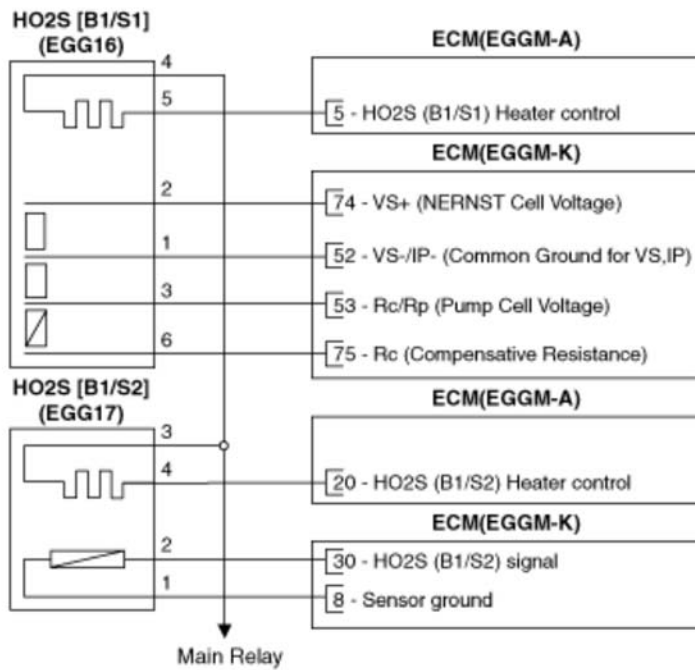 HO2S [B1/S1]
(EGG16)
4
5
2
1
3
6
ECM(EGGM-A)
5 - HO2S (B1/S1) Heater control
ECM(EGGM-K)
74 - VS+ (NERNST Cell Voltage)
52 - VS-/IP- (Common Ground for VS,IP)
53 - Rc/Rp (Pump Cell Voltage)
75 - Rc (Compensative Resistance)
HO2S [B1/S2]
(EGG17)
3
4
2
1
ECM(EGGM-A)
20 - HO2S (B1/S2) Heater control
ECM(EGGM-K)
30 - HO2S (B1/S2) signal
8 - Sensor ground
Main Relay